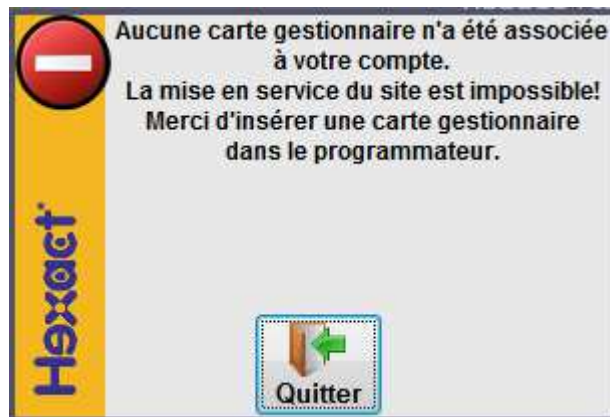 Aucune carte gestionnaire n'a été associée
à votre compte.
La mise en service du site est impossible!
Merci d'insérer une carte gestionnaire
dans le programmateur.
Hexact
Quitter